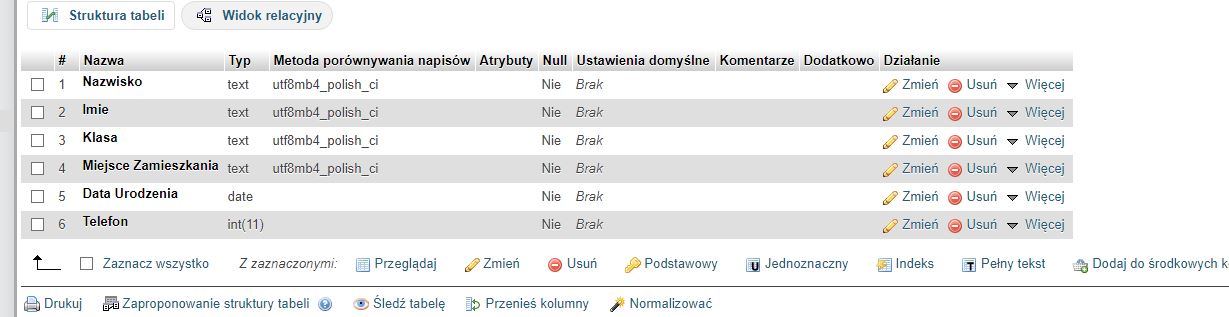 Struktura tabeli Widok relacyjny
# Nazwa Typ Metoda porównywania napisów Atrybuty Null Ustawienia domyślne Komentarze Dodatkowo Działanie
1 Nazwisko text utf8mb4_polish_ci Nie Brak Zmień Usuń Więcej
2 Imie text utf8mb4_polish_ci Nie Brak Zmień Usuń Więcej
3 Klasa text utf8mb4_polish_ci Nie Brak Zmień Usuń Więcej
4 Miejsce Zamieszkania text utf8mb4_polish_ci Nie Brak Zmień Usuń Więcej
5 Data Urodzenia date Nie Brak Zmień Usuń Więcej
6 Telefon int(11) Nie Brak Zmień Usuń Więcej
Zaznacz wszystko Z zaznaczonymi: Przeglądaj Zmień Usuń Podstawowy Jednoznaczny Indeks Pełny tekst Dodaj do środkowych
Drukuj Zaproponowanie struktury tabeli Śledź tabelę Przenieś kolumny Normalizować